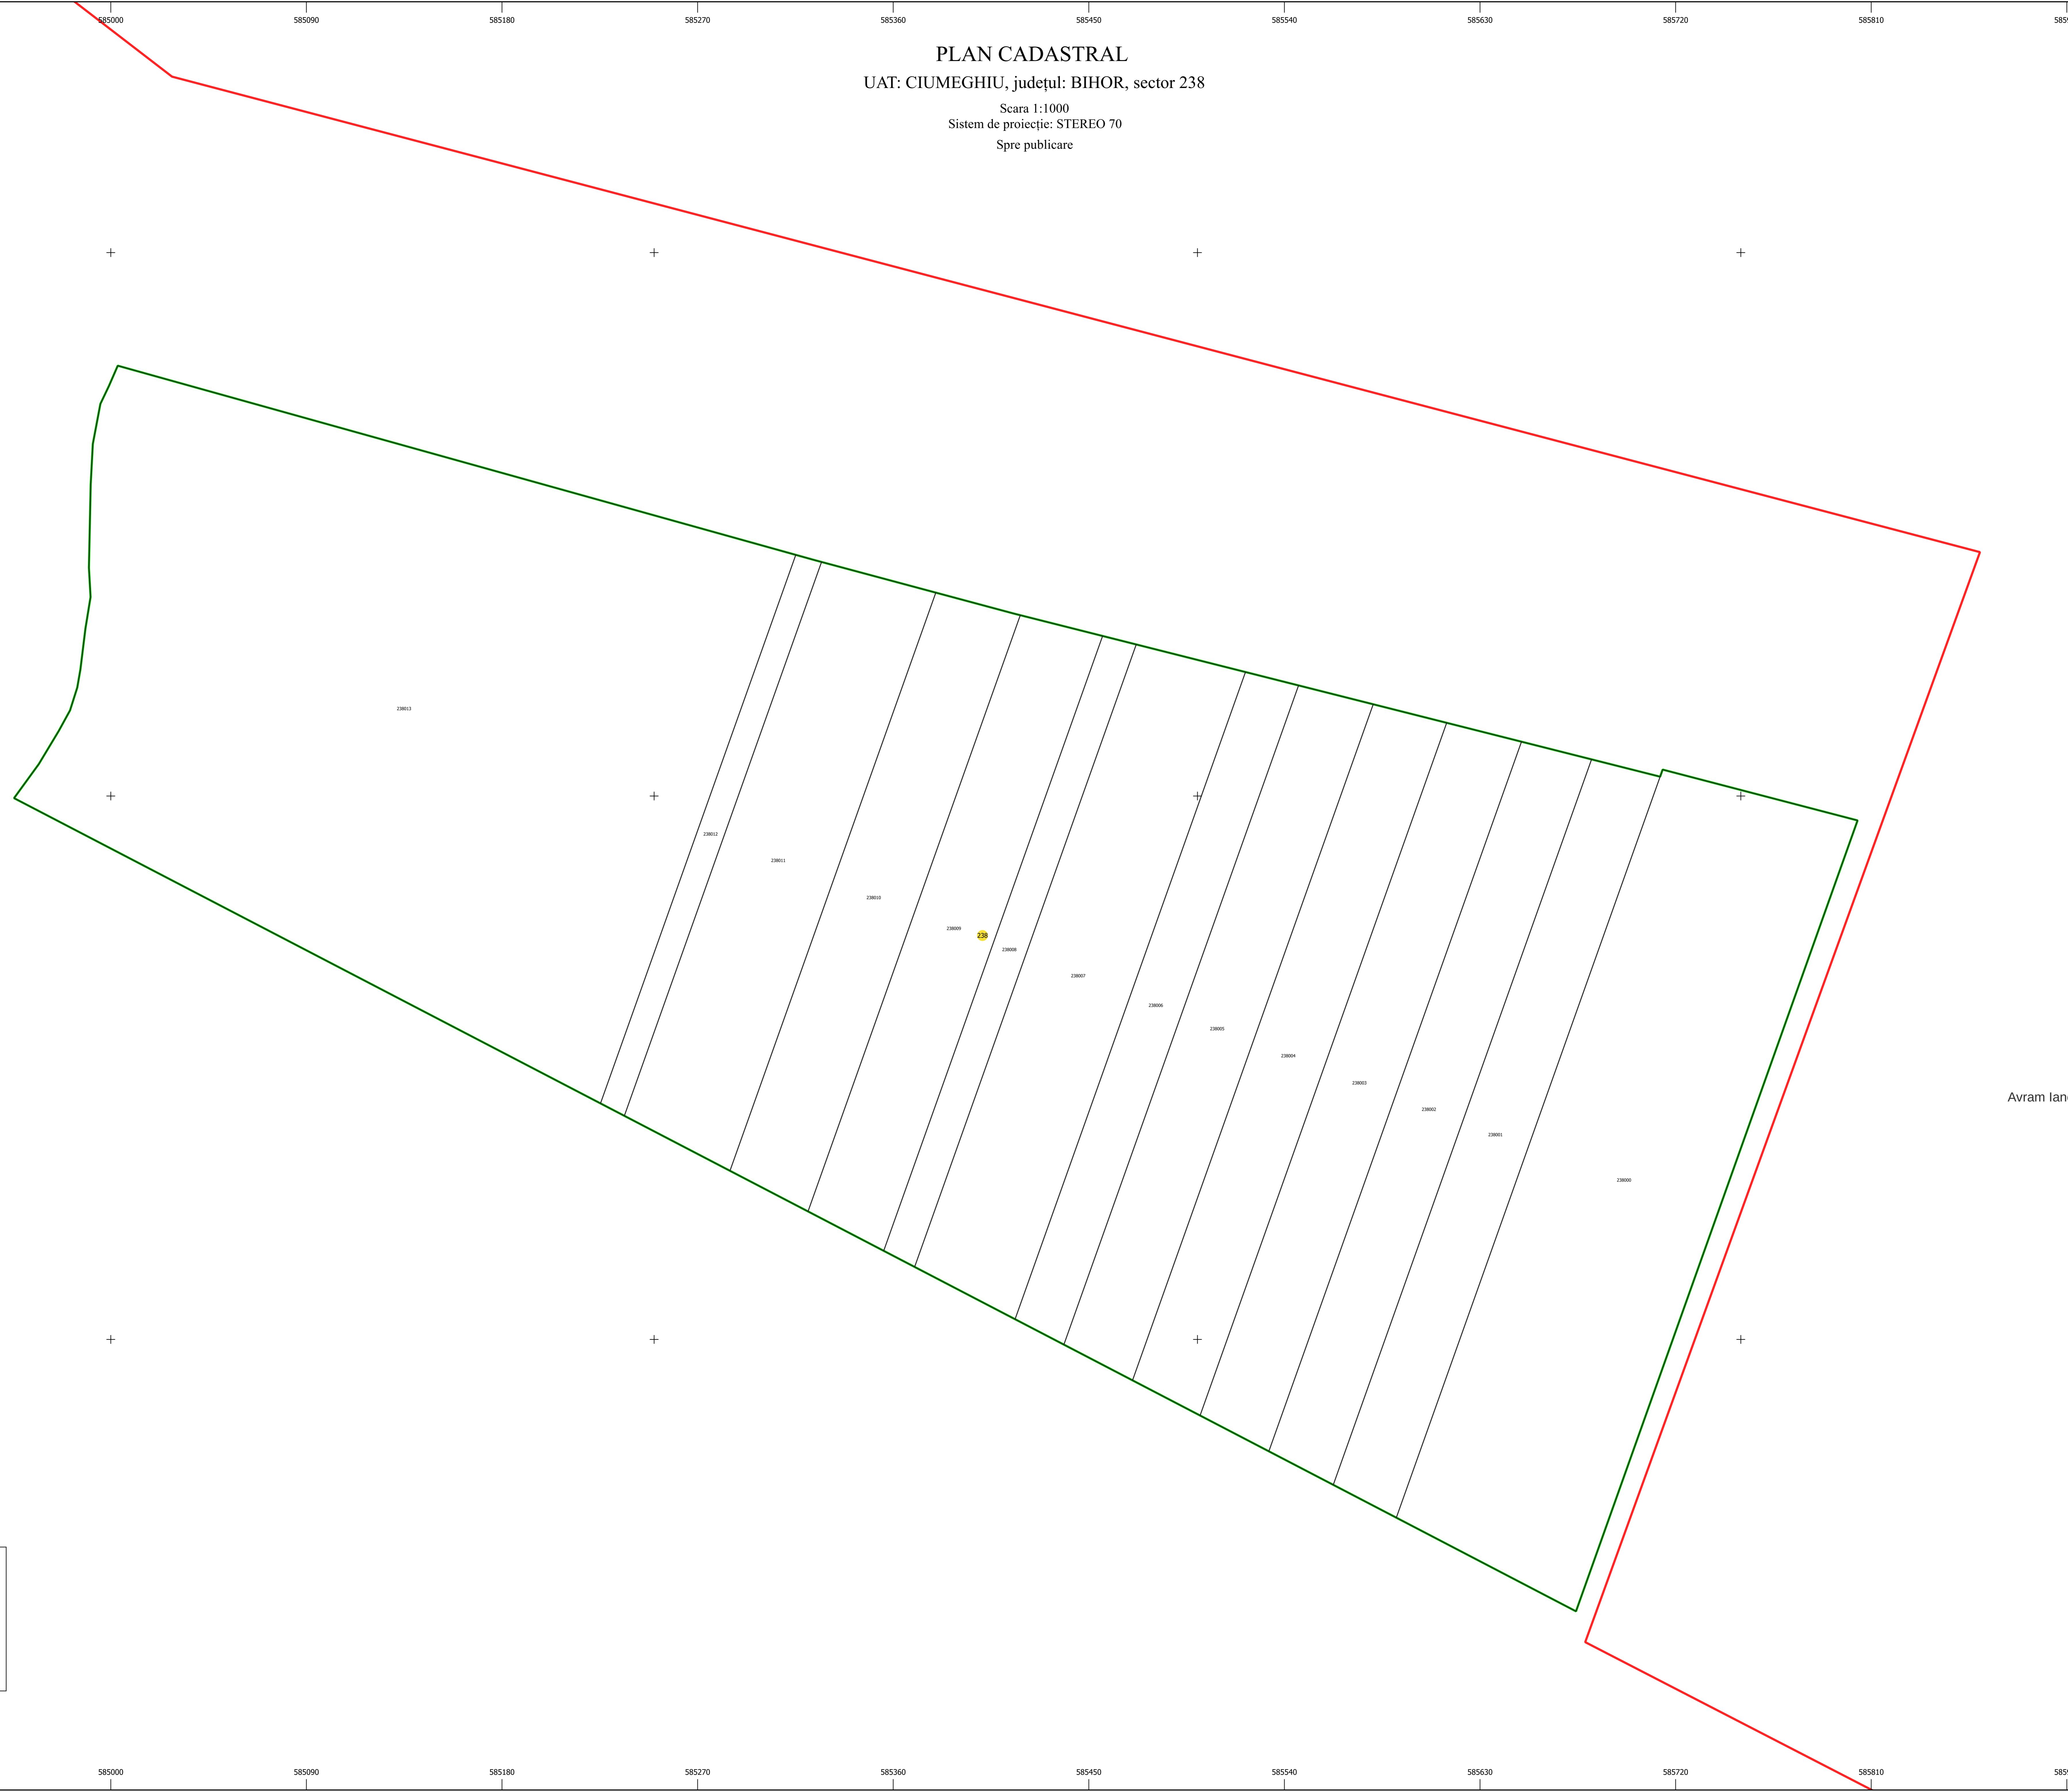 585000 585090 585180 585270 585360 585450 585540 585630 585720 585810
PLAN CADASTRAL
UAT: CIUMEGHIU, județul: BIHOR, sector 238
Scara 1:1000
Sistem de proiecție: STEREO 70
Spre publicare
238013
238012
238011
238010
238009
238
238008
238007
238006
238005
238004
238003
238002
Avram Ian
238001
238000
585000 585090 585180 585270 585360 585450 585540 585630 585720 585810